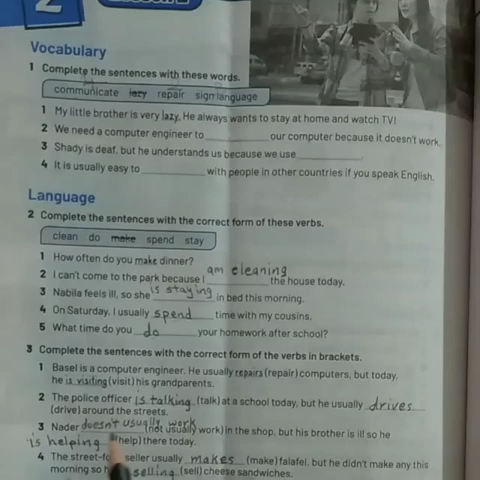 2
Vocabulary
1 Complete the sentences with these words.
communicate lazy repair sign language
1 My little brother is very lazy. He always wants to stay at home and watch TV!
2 We need a computer engineer to ________ our computer because it doesn't work.
3 Shady is deaf, but he understands us because we use ________.
4 It is usually easy to ________ with people in other countries if you speak English.
Language
2 Complete the sentences with the correct form of these verbs.
clean do make spend stay
1 How often do you make dinner?
2 I can't come to the park because I am cleaning the house today.
3 Nabila feels ill, so she is staying in bed this morning.
4 On Saturday, I usually spend time with my cousins.
5 What time do you do your homework after school?
3 Complete the sentences with the correct form of the verbs in brackets.
1 Basel is a computer engineer. He usually repairs (repair) computers, but today,
he is visiting (visit) his grandparents.
2 The police officer is talking (talk) at a school today, but he usually drives
(drive) around the streets.
3 Nader doesn't usually work (not usually work) in the shop, but his brother is ill so he
is helping (help) there today.
4 The street-food seller usually makes (make) falafel, but he didn't make any this
morning so selling (sell) cheese sandwiches.